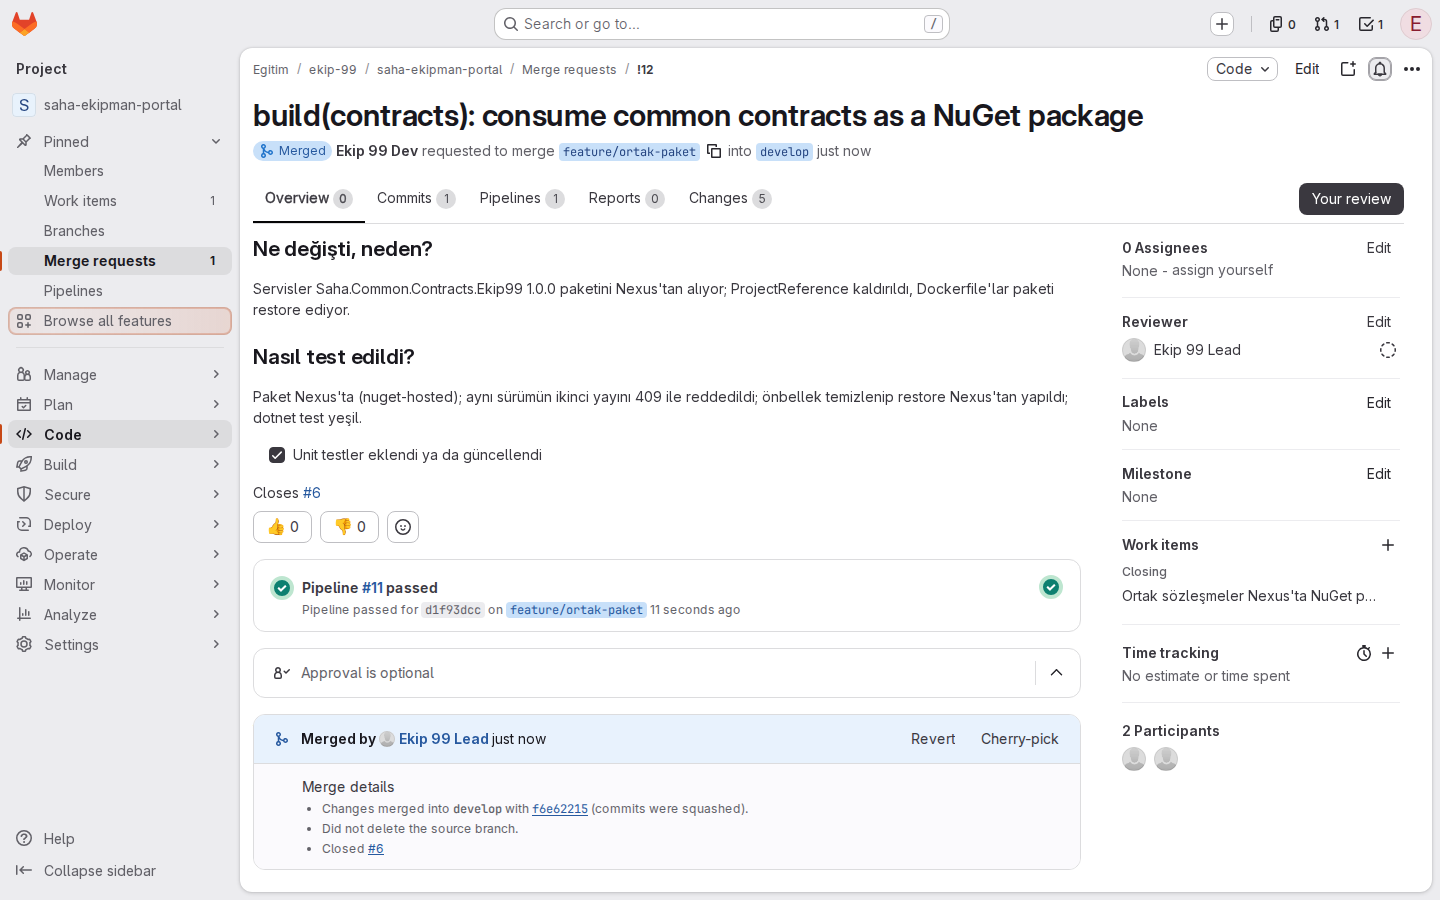 Search or go to...
/
0
1
1
E
Project
S
saha-ekipman-portal
Pinned
Members
Work items 1
Branches
Merge requests 1
Pipelines
Browse all features
Manage
Plan
Code
Build
Secure
Deploy
Operate
Monitor
Analyze
Settings
Help
Collapse sidebar
Egitim / ekip-99 / saha-ekipman-portal / Merge requests / !12
Code
Edit
build(contracts): consume common contracts as a NuGet package
Merged Ekip 99 Dev requested to merge feature/ortak-paket into develop just now
Overview 0
Commits 1
Pipelines 1
Reports 0
Changes 5
Your review
Ne değişti, neden?
Servisler Saha.Common.Contracts.Ekip99 1.0.0 paketini Nexus'tan alıyor; ProjectReference kaldırıldı, Dockerfile'lar paketi
restore ediyor.
Nasıl test edildi?
Paket Nexus'ta (nuget-hosted); aynı sürümün ikinci yayını 409 ile reddedildi; önbellek temizlenip restore Nexus'tan yapıldı;
dotnet test yeşil.
Unit testler eklendi ya da güncellendi
Closes #6
👍 0
👎 0
Pipeline #11 passed
Pipeline passed for d1f93dcc on feature/ortak-paket 11 seconds ago
Approval is optional
Merged by Ekip 99 Lead just now
Revert
Cherry-pick
Merge details
Changes merged into develop with f6e62215 (commits were squashed).
Did not delete the source branch.
Closed #6
0 Assignees Edit
None - assign yourself
Reviewer Edit
Ekip 99 Lead
Labels Edit
None
Milestone Edit
None
Work items
Closing
Ortak sözleşmeler Nexus'ta NuGet p…
Time tracking
No estimate or time spent
2 Participants